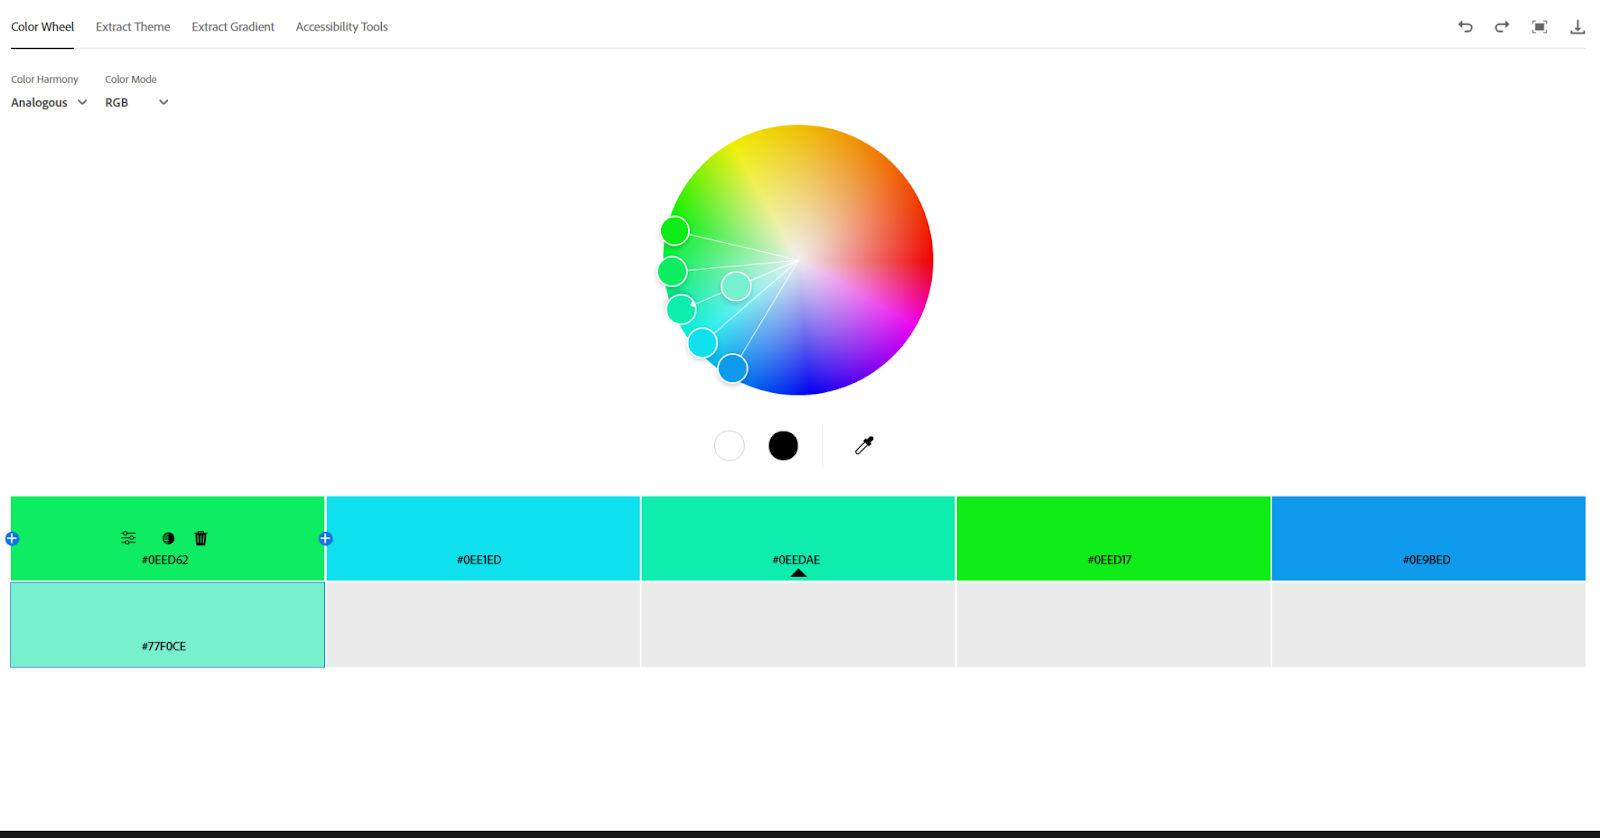 Color Wheel Extract Theme Extract Gradient Accessibility Tools
Color Harmony Color Mode
Analogous RGB
#0EED62 #0EE1ED #0EEDAE #0EED17 #0E9BED
#77F0CE